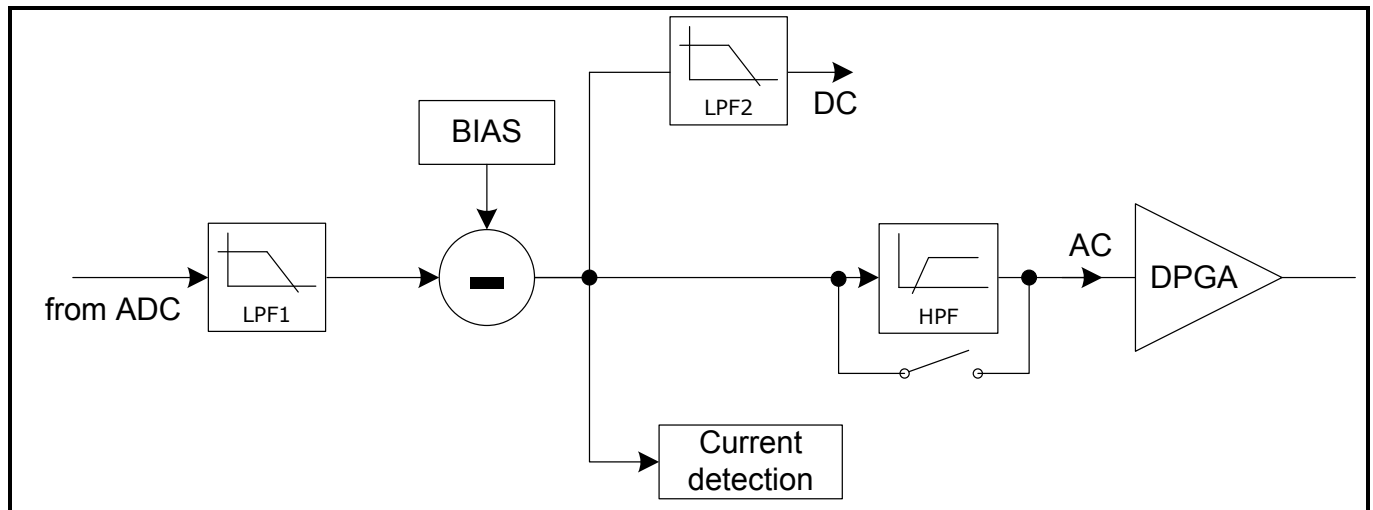 LPF2
DC
BIAS
from ADC
LPF1
HPF
AC
DPGA
Current
detection